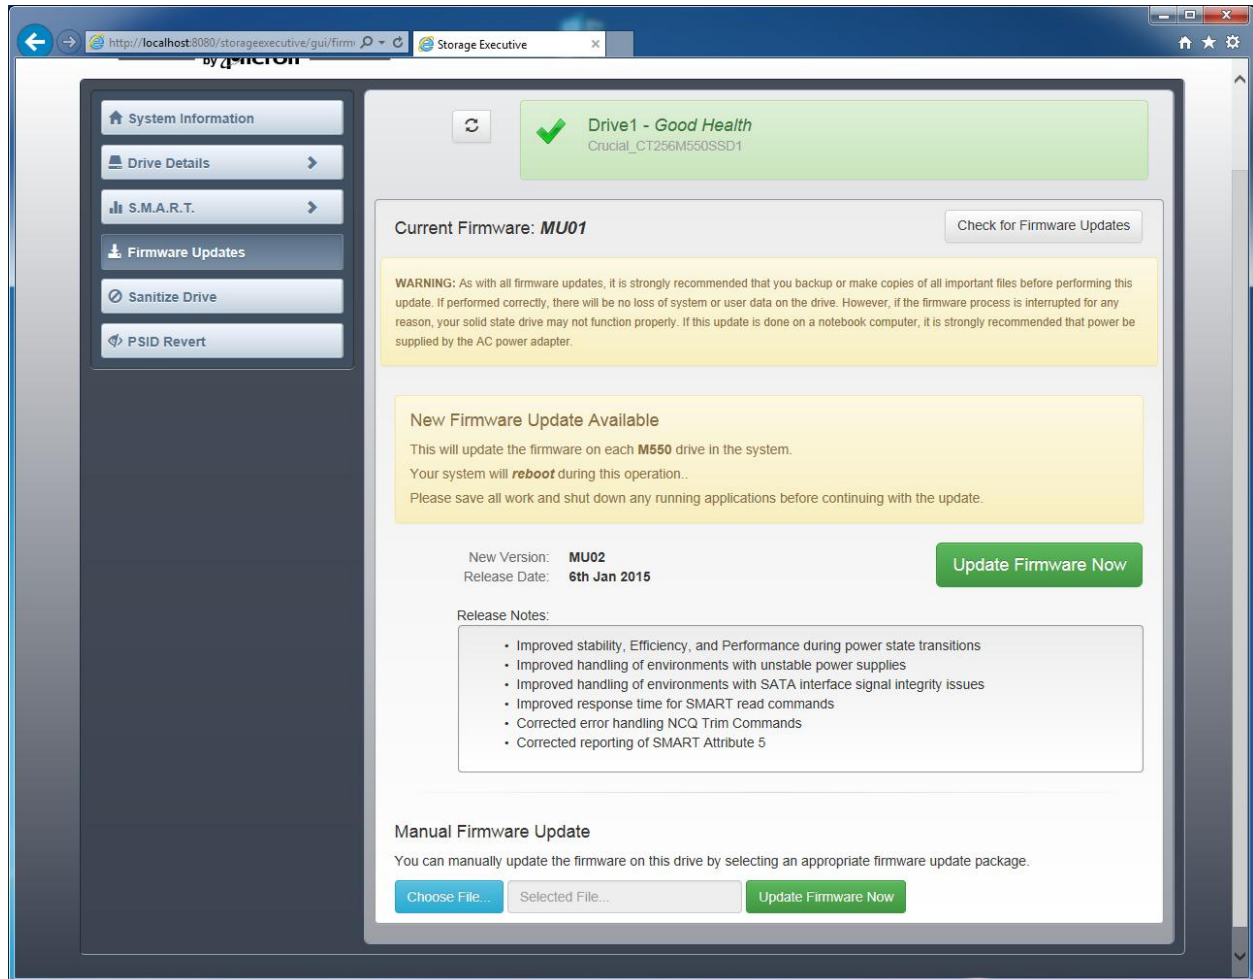 http://localhost:8080/storageexecutive/gui/firm
Storage Executive
by
System Information
Drive Details
S.M.A.R.T.
Firmware Updates
Sanitize Drive
PSID Revert
Drive1 - Good Health
Crucial_CT256M550SSD1
Current Firmware: MU01
Check for Firmware Updates
WARNING: As with all firmware updates, it is strongly recommended that you backup or make copies of all important files before performing this
update. If performed correctly, there will be no loss of system or user data on the drive. However, if the firmware process is interrupted for any
reason, your solid state drive may not function properly. If this update is done on a notebook computer, it is strongly recommended that power be
supplied by the AC power adapter.
New Firmware Update Available
This will update the firmware on each M550 drive in the system.
Your system will reboot during this operation..
Please save all work and shut down any running applications before continuing with the update.
New Version: MU02
Release Date: 6th Jan 2015
Update Firmware Now
Release Notes:
• Improved stability, Efficiency, and Performance during power state transitions
• Improved handling of environments with unstable power supplies
• Improved handling of environments with SATA interface signal integrity issues
• Improved response time for SMART read commands
• Corrected error handling NCQ Trim Commands
• Corrected reporting of SMART Attribute 5
Manual Firmware Update
You can manually update the firmware on this drive by selecting an appropriate firmware update package.
Choose File... Selected File... Update Firmware Now